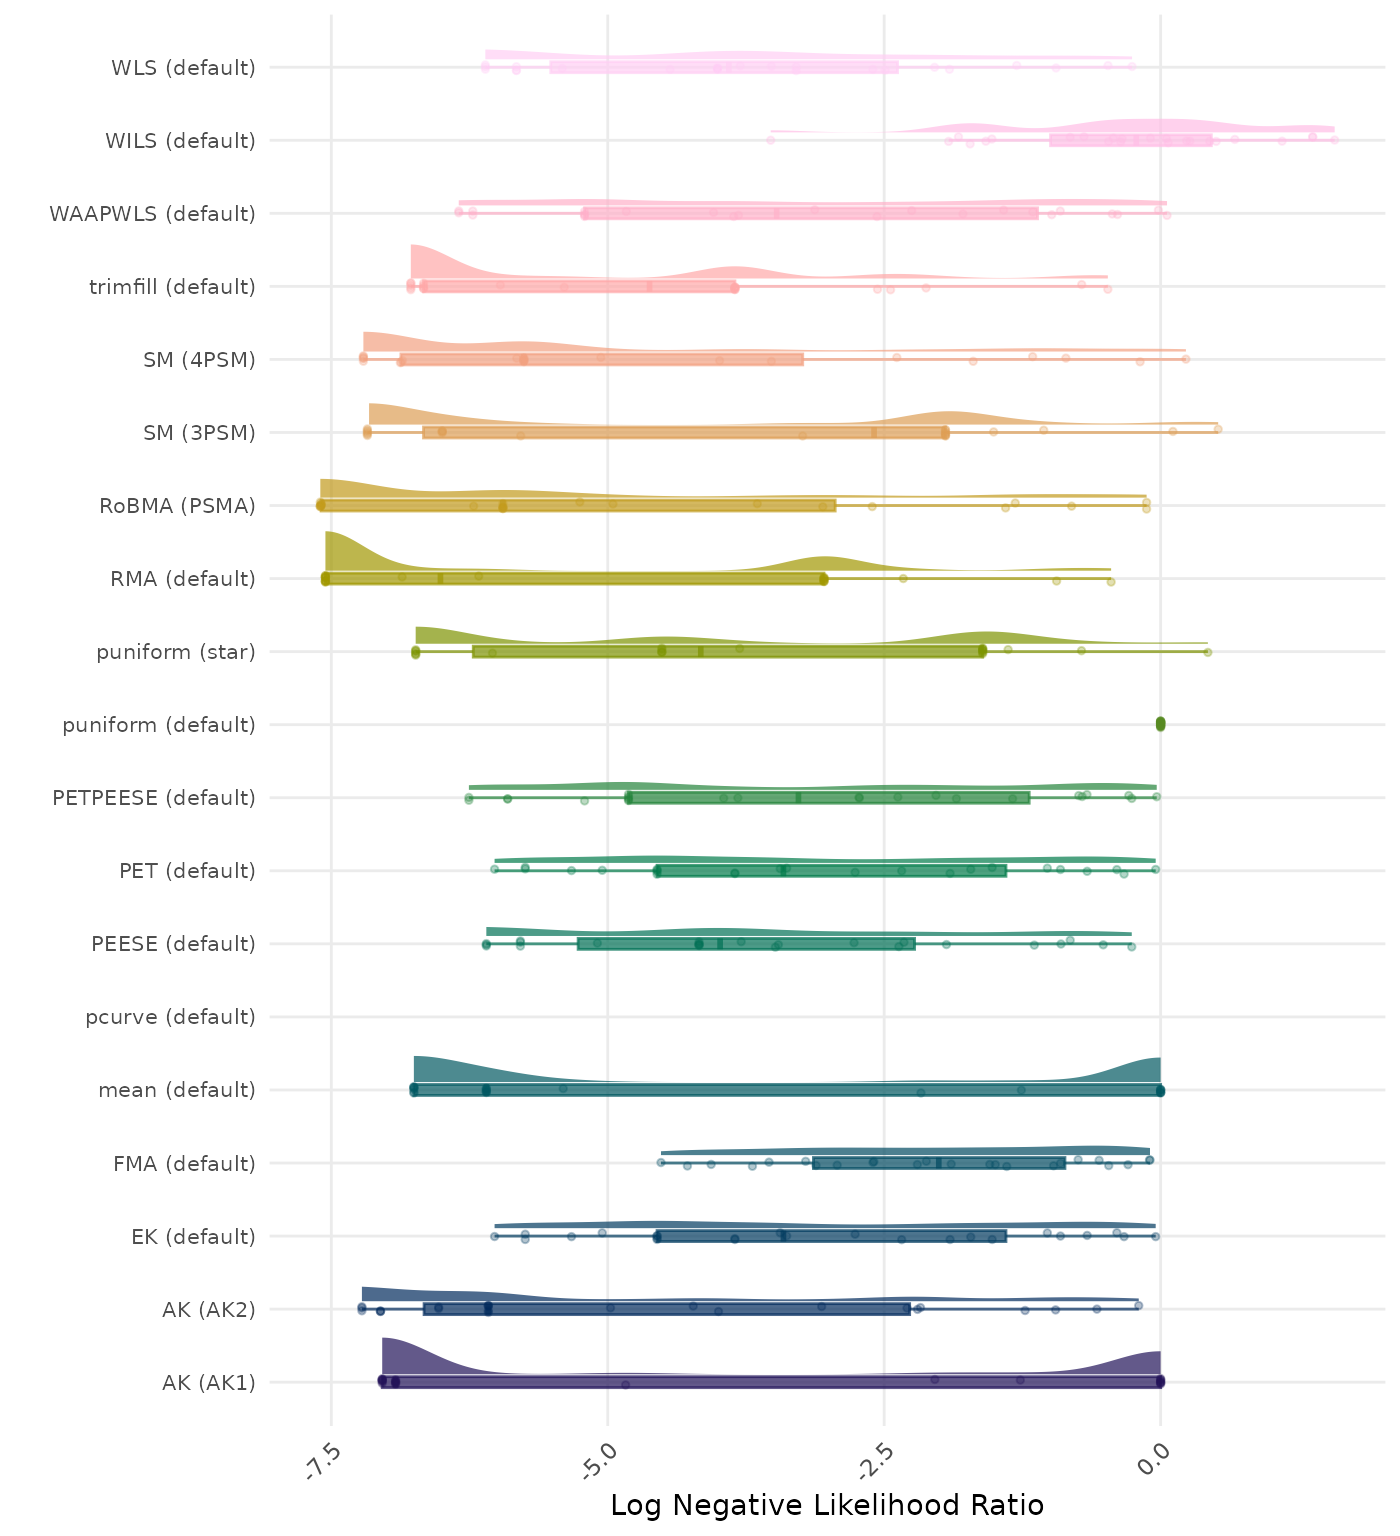 WLS (default)
WILS (default)
WAAPWLS (default)
trimfill (default)
SM (4PSM)
SM (3PSM)
RoBMA (PSMA)
RMA (default)
puniform (star)
puniform (default)
PETPEESE (default)
PET (default)
PEESE (default)
pcurve (default)
mean (default)
FMA (default)
EK (default)
AK (AK2)
AK (AK1)
-7.5
-5.0
-2.5
0.0
Log Negative Likelihood Ratio